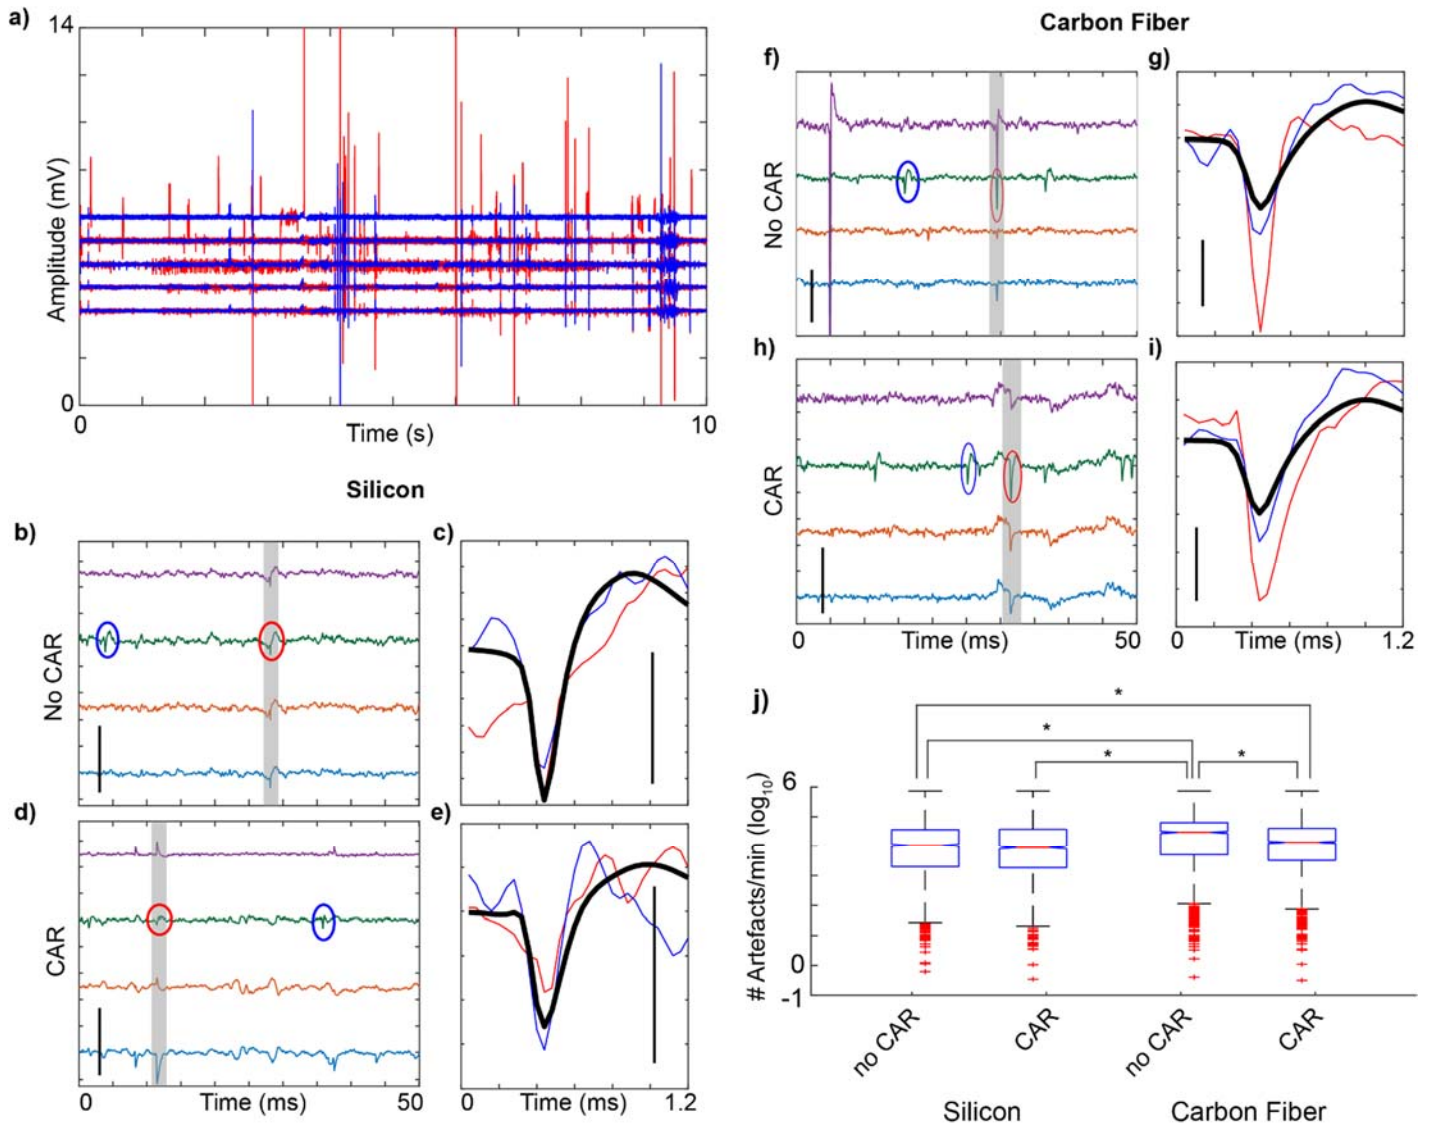 a)
14
Amplitude (mV)
0
0
Time (s)
10
Silicon
b)
No CAR
c)
d)
CAR
0
Time (ms)
50
e)
0
Time (ms)
1.2
Carbon Fiber
f)
No CAR
g)
h)
CAR
0
Time (ms)
50
i)
0
Time (ms)
1.2
j)
*
*
*
*
# Artefacts/min (log10)
6
0
-1
no CAR
CAR
no CAR
CAR
Silicon
Carbon Fiber